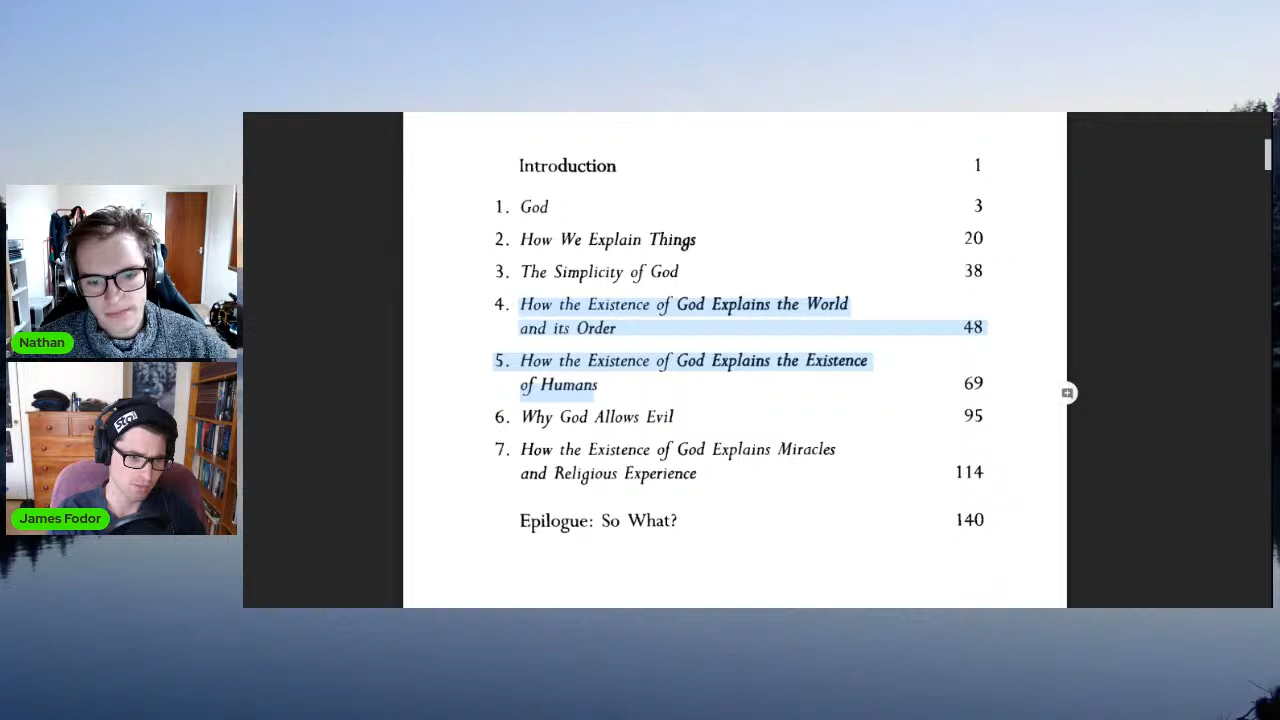 Introduction 1
1. God 3
2. How We Explain Things 20
3. The Simplicity of God 38
4. How the Existence of God Explains the World
and its Order 48
5. How the Existence of God Explains the Existence
of Humans 69
6. Why God Allows Evil 95
7. How the Existence of God Explains Miracles
and Religious Experience 114
Epilogue: So What? 140
Nathan
James Fodor